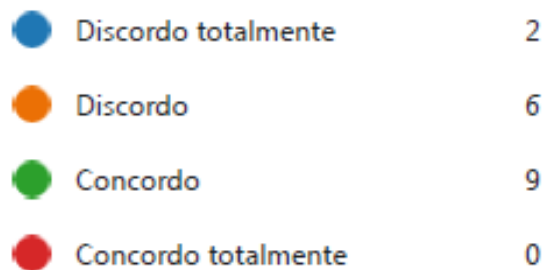 Discordo totalmente 2
Discordo 6
Concordo 9
Concordo totalmente 0